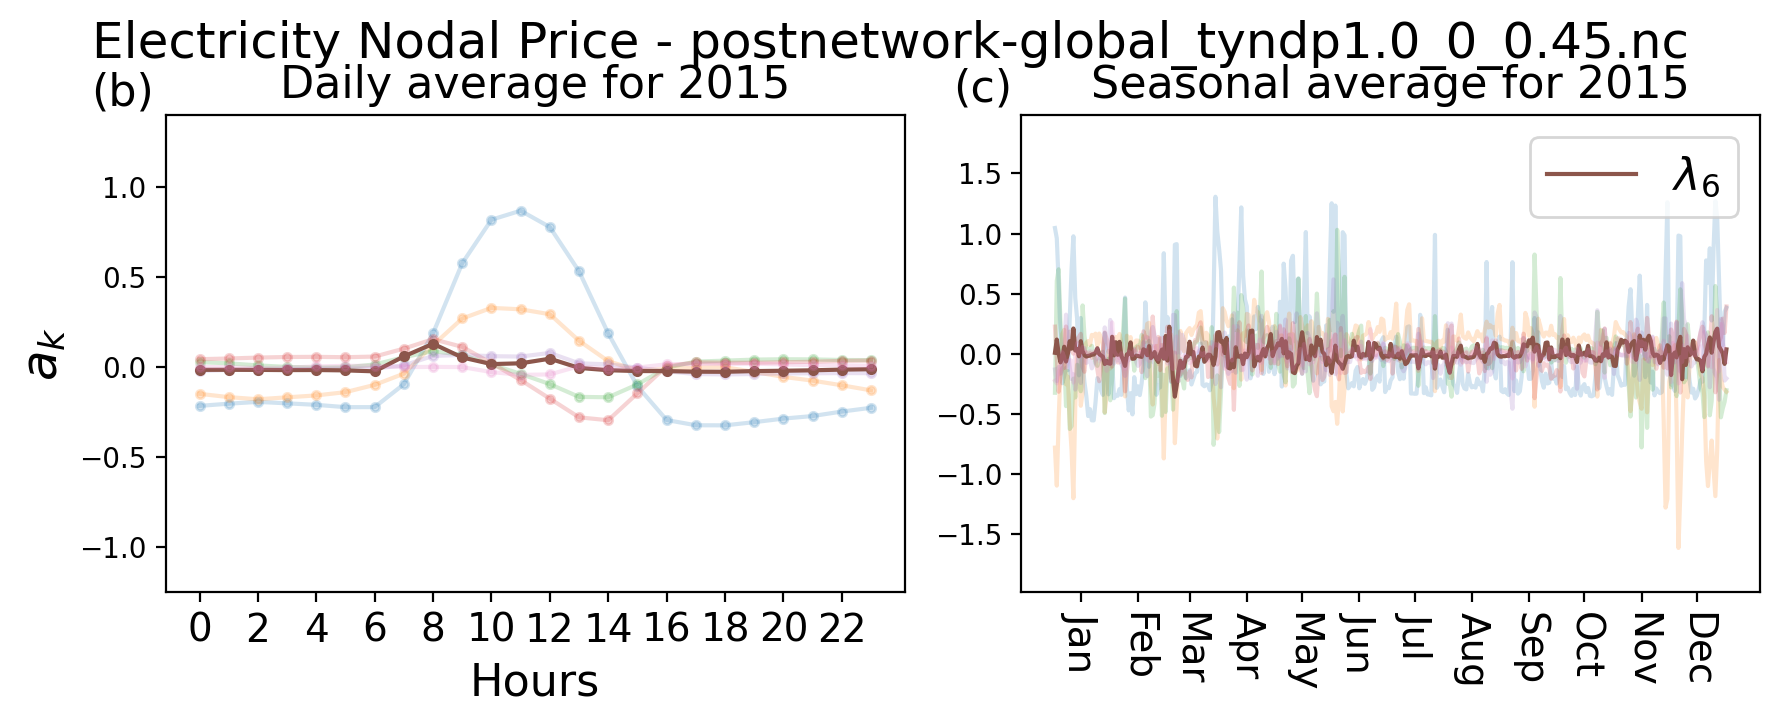 Electricity Nodal Price - postnetwork-global_tyndp1.0_0_0.45.nc
(b) Daily average for 2015
1.0
0.5
0.0
−0.5
−1.0
a_k
0 2 4 6 8 10 12 14 16 18 20 22
Hours
(c) Seasonal average for 2015
λ_6
1.5
1.0
0.5
0.0
−0.5
−1.0
−1.5
Jan Feb Mar Apr May Jun Jul Aug Sep Oct Nov Dec